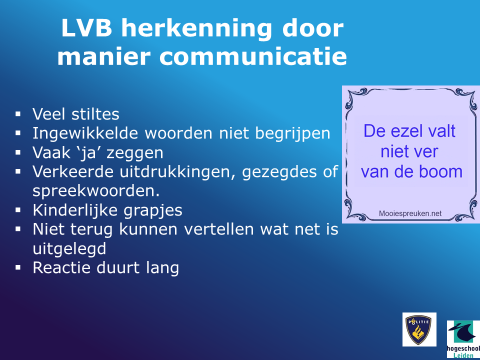 LVB herkenning door
manier communicatie
▪ Veel stiltes
▪ Ingewikkelde woorden niet begrijpen
▪ Vaak ‘ja’ zeggen
▪ Verkeerde uitdrukkingen, gezegdes of
spreekwoorden.
▪ Kinderlijke grapjes
▪ Niet terug kunnen vertellen wat net is
uitgelegd
▪ Reactie duurt lang
De ezel valt
niet ver
van de boom
Mooiespreuken.net
POLITIE
hogeschool
Leiden